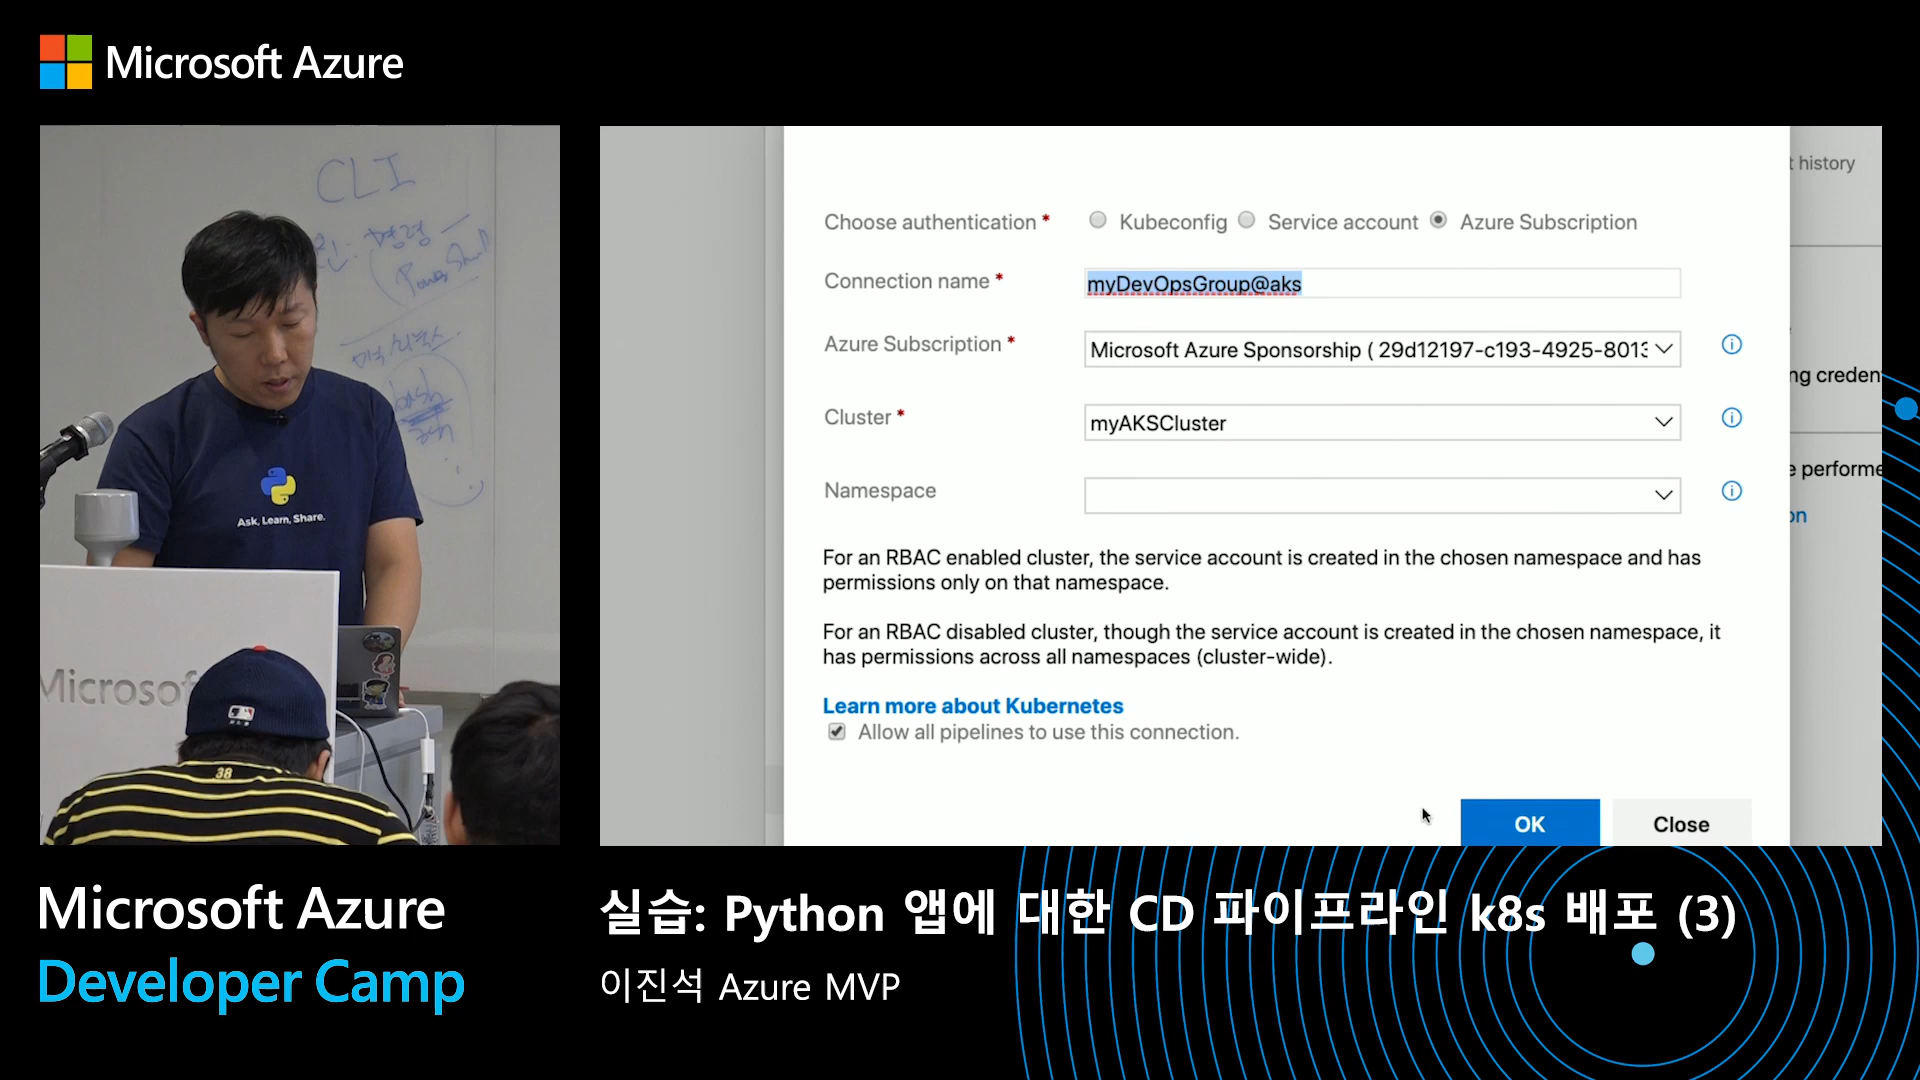 Microsoft Azure
CLI
bash
Ask, Learn, Share.
Microsof
38
t history
Choose authentication * Kubeconfig Service account Azure Subscription
Connection name * myDevOpsGroup@aks
Azure Subscription * Microsoft Azure Sponsorship ( 29d12197-c193-4925-8013
ng creden
Cluster * myAKSCluster
e performe
Namespace
on
For an RBAC enabled cluster, the service account is created in the chosen namespace and has
permissions only on that namespace.
For an RBAC disabled cluster, though the service account is created in the chosen namespace, it
has permissions across all namespaces (cluster-wide).
Learn more about Kubernetes
Allow all pipelines to use this connection.
OK Close
Microsoft Azure
Developer Camp
실습: Python 앱에 대한 CD 파이프라인 k8s 배포 (3)
이진석 Azure MVP